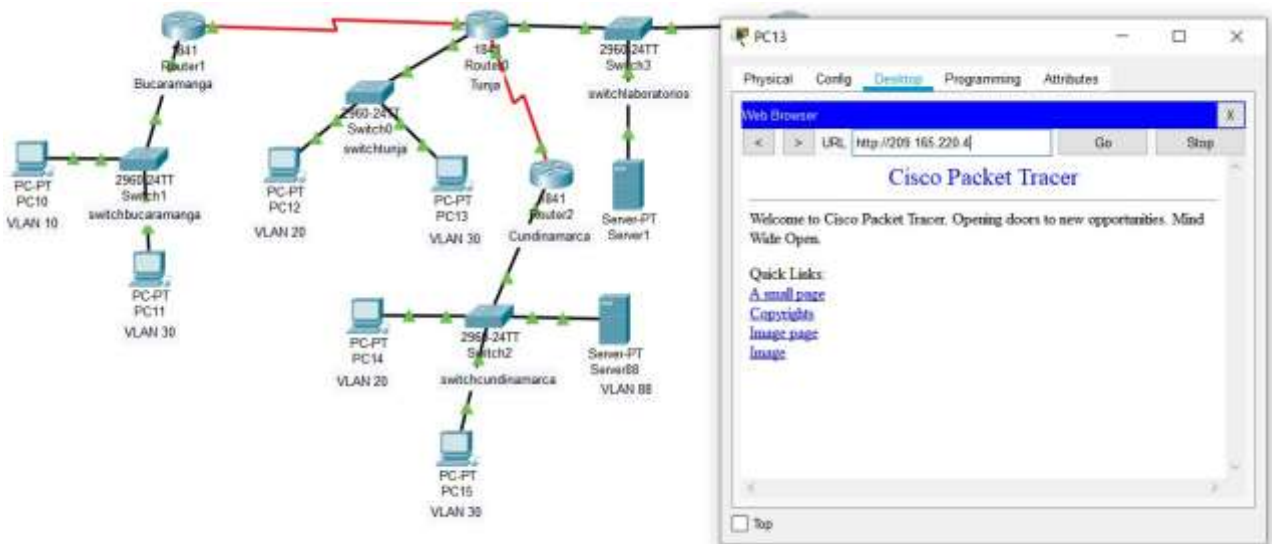 1841
Router1
Bucaramanga
1841
Router0
Tunja
2960-24TT
Switch3
switchlaboratorios
2960-24TT
Switch0
switchtunja
PC-PT
PC10
VLAN 10
2960-24TT
Switch1
switchbucaramanga
PC-PT
PC11
VLAN 30
PC-PT
PC12
VLAN 20
PC-PT
PC13
VLAN 30
1841
Router2
Cundinamarca
Server-PT
Server1
PC-PT
PC14
VLAN 20
2960-24TT
Switch2
switchcundinamarca
Server-PT
Server88
VLAN 88
PC-PT
PC15
VLAN 30
PC13
Physical Config Desktop Programming Attributes
Web Browser X
< > URL http://209.165.220.4 Go Stop
Cisco Packet Tracer
Welcome to Cisco Packet Tracer. Opening doors to new opportunities. Mind
Wide Open.
Quick Links:
A small page
Copyrights
Image page
Image
Top